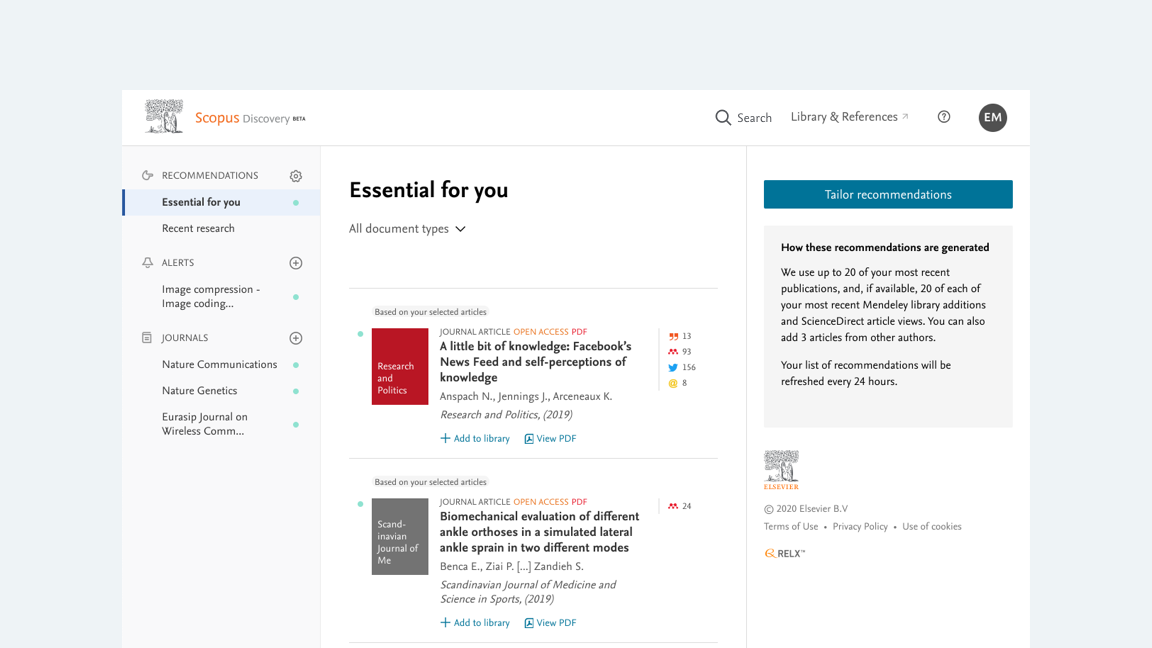 Scopus Discovery BETA
Search
Library & References
EM
RECOMMENDATIONS
Essential for you
Recent research
ALERTS
Image compression -
Image coding...
JOURNALS
Nature Communications
Nature Genetics
Eurasip Journal on
Wireless Comm...
Essential for you
All document types
Based on your selected articles
Research
and
Politics
JOURNAL ARTICLE OPEN ACCESS PDF
A little bit of knowledge: Facebook's
News Feed and self-perceptions of
knowledge
Anspach N., Jennings J., Arceneaux K.
Research and Politics, (2019)
Add to library
View PDF
13
93
156
8
Based on your selected articles
Scand-
inavian
Journal of
Me
JOURNAL ARTICLE OPEN ACCESS PDF
Biomechanical evaluation of different
ankle orthoses in a simulated lateral
ankle sprain in two different modes
Benca E., Ziai P. [...] Zandieh S.
Scandinavian Journal of Medicine and
Science in Sports, (2019)
Add to library
View PDF
24
Tailor recommendations
How these recommendations are generated
We use up to 20 of your most recent
publications, and, if available, 20 each of
your most recent Mendeley library additions
and ScienceDirect article views. You can also
add 3 articles from other authors.
Your list of recommendations will be
refreshed every 24 hours.
ELSEVIER
© 2020 Elsevier B.V
Terms of Use • Privacy Policy • Use of cookies
RELX™